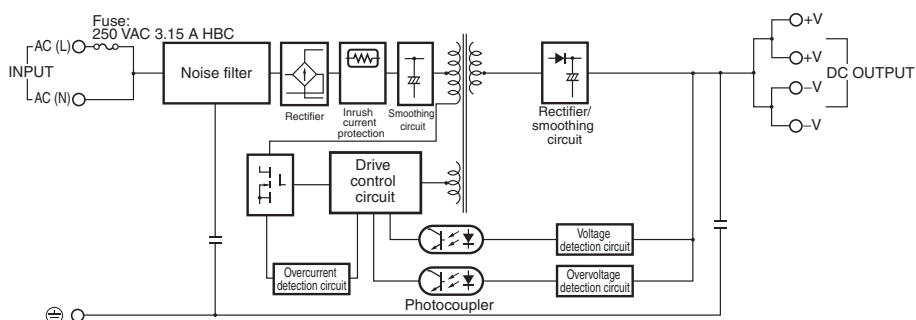 Fuse:
250 VAC 3.15 A HBC
AC (L)
INPUT
AC (N)
Noise filter
Rectifier
Inrush
current
protection
Smoothing
circuit
Rectifier/
smoothing
circuit
+V
+V
DC OUTPUT
−V
−V
Drive
control
circuit
Overcurrent
detection circuit
Voltage
detection circuit
Overvoltage
detection circuit
Photocoupler